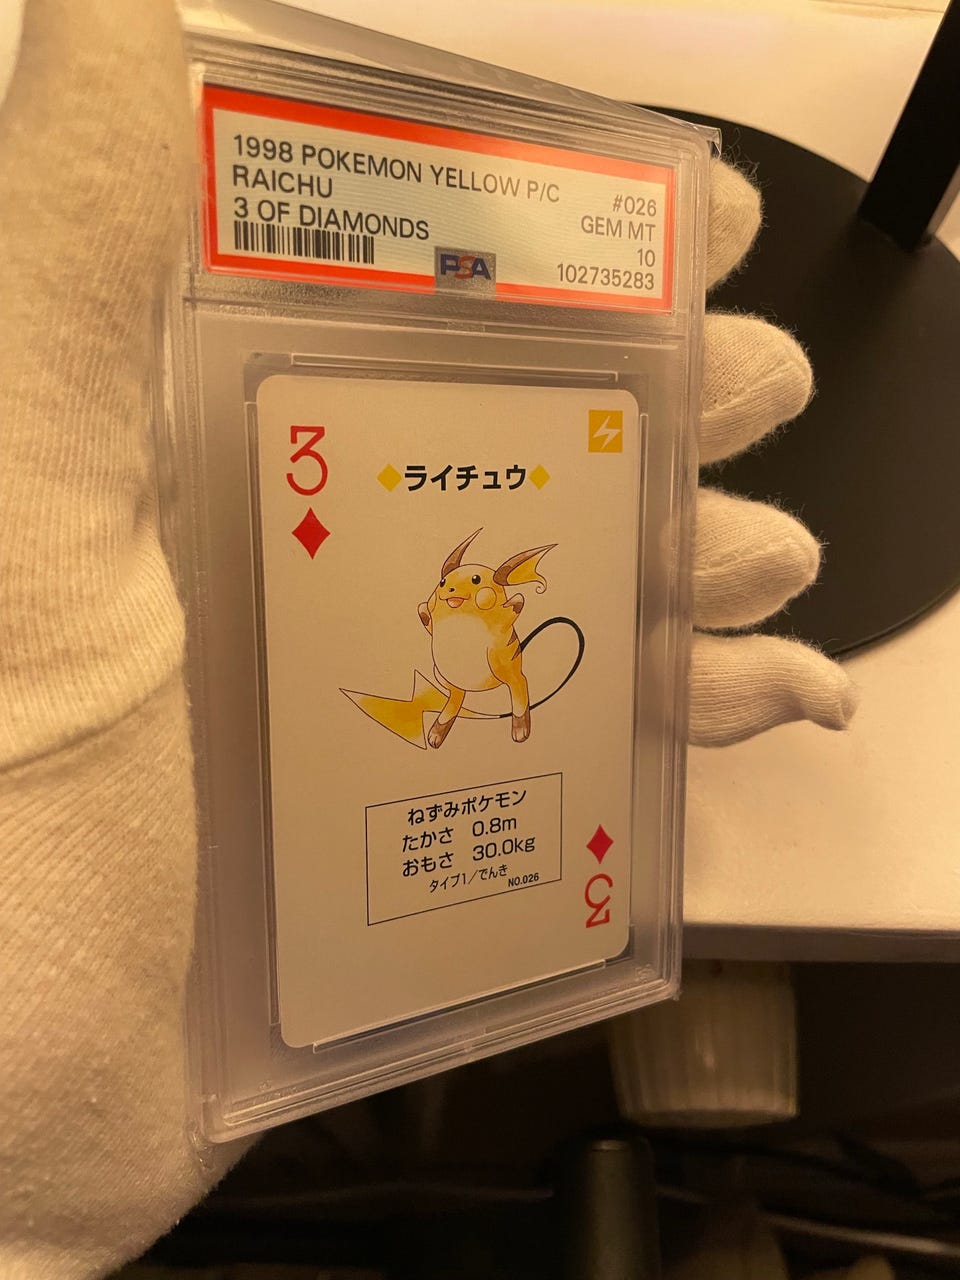 1998 POKEMON YELLOW P/C
#026
RAICHU
GEM MT
3 OF DIAMONDS
10
PSA
102735283
3
ライチュウ
ねずみポケモン
たかさ 0.8m
おもさ 30.0kg
タイプ1/でんき
NO.026
3